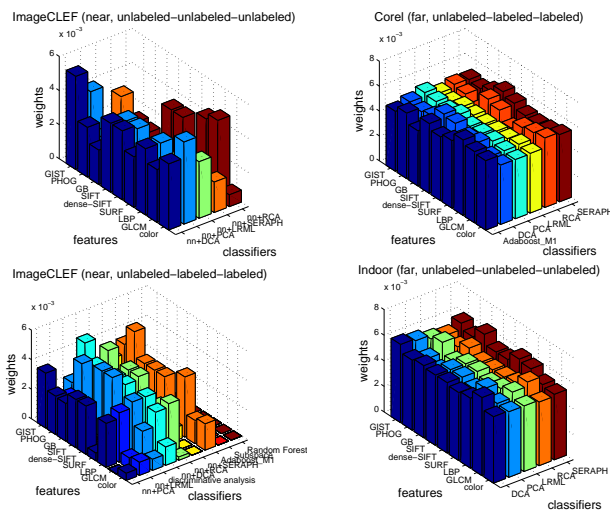 ImageCLEF (near, unlabeled−unlabeled−unlabeled)
x 10−3
6
4
2
0
weights
GIST
PHOG
GB
SIFT
dense−SIFT
SURF
LBP
GLCM
color
features
nn+DCA
nn+PCA
nn+LRML
nn+SERAPH
nn+RCA
classifiers
Corel (far, unlabeled−labeled−labeled)
x 10−3
8
6
4
2
0
weights
GIST
PHOG
GB
SIFT
dense−SIFT
SURF
LBP
GLCM
color
features
Adaboost_M1
DCA
PCA
LRML
RCA
SERAPH
classifiers
ImageCLEF (near, unlabeled−labeled−labeled)
x 10−3
6
4
2
0
weights
GIST
PHOG
GB
SIFT
dense−SIFT
SURF
LBP
GLCM
color
features
nn+PCA
nn+LRML
discriminative analysis
nn+DCA
nn+RCA
nn+SERAPH
Adaboost_M1
Subspace
Random Forest
classifiers
Indoor (far, unlabeled−unlabeled−unlabeled)
x 10−3
8
6
4
2
0
weights
GIST
PHOG
GB
SIFT
dense−SIFT
SURF
LBP
GLCM
color
features
DCA
PCA
LRML
RCA
SERAPH
classifiers